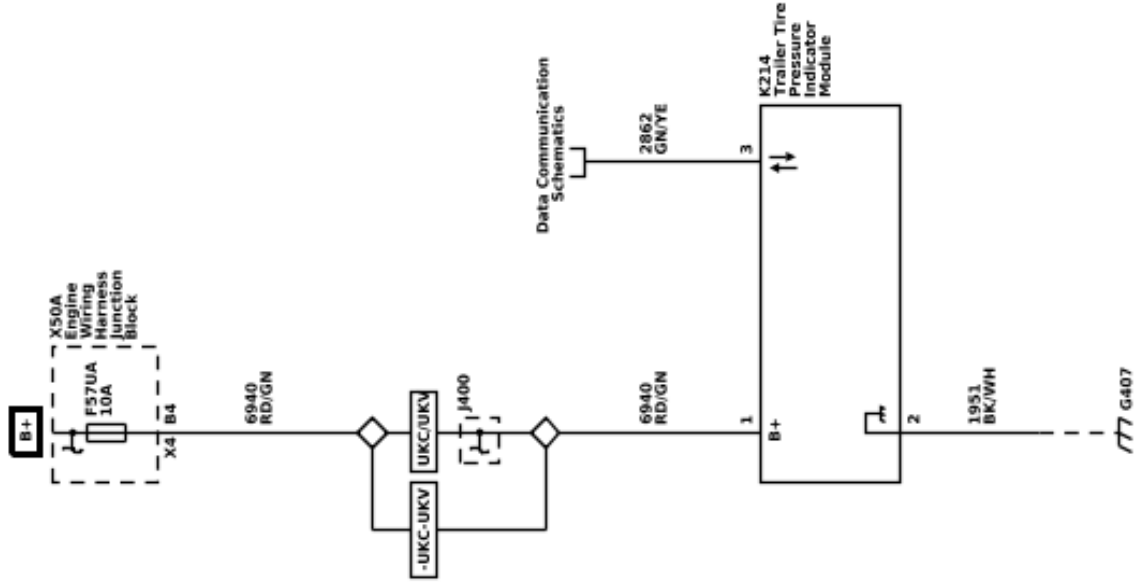 B+
X50A
Engine
Wiring
Harness
Junction
Block
F57UA
10A
X4 B4
6940
RD/GN
-UKC-UKV
UKC/UKV
J400
6940
RD/GN
Data Communication
Schematics
2862
GN/YE
1
3
B+
K214
Trailer Tire
Pressure
Indicator
Module
2
1951
BK/WH
G407